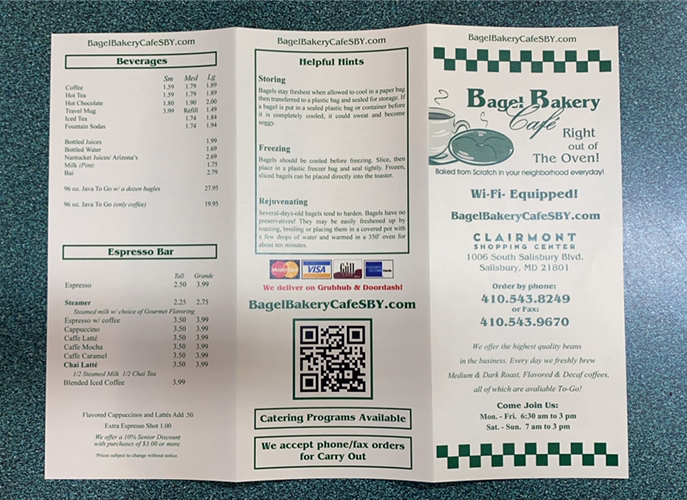 BagelBakeryCafeSBY.com
Beverages
Sm Med Lg
Coffee 1.59 1.79 1.89
Hot Tea 1.59 1.79 1.89
Hot Chocolate 1.80 1.90 2.00
Travel Mug 3.99 Refill 1.49
Iced Tea 1.74 1.84
Fountain Sodas 1.74 1.94
Bottled Juices 1.99
Bottled Water 1.69
Nantucket Juices/ Arizona's 2.69
Milk (Pint) 1.75
Bai 2.79
96 oz. Java To Go w/ a dozen bagles 27.95
96 oz. Java To Go (only coffee) 19.95
Espresso Bar
Tall Grande
Espresso 2.50 3.99
Steamer 2.25 2.75
Steamed milk w/ choice of Gourmet Flavoring
Espresso w/ coffee 3.50 3.99
Cappuccino 3.50 3.99
Caffe Latté 3.50 3.99
Caffe Mocha 3.50 3.99
Caffe Caramel 3.50 3.99
Chai Latté 3.50 3.99
1/2 Steamed Milk 1/2 Chai Tea
Blended Iced Coffee 3.99
Flavored Cappucinos and Lattés Add .50
Extra Espresso Shot 1.00
We offer a 10% Senior Discount
with purchases of $3.00 or more.
Prices subject to change without notice.
BagelBakeryCafeSBY.com
Helpful Hints
Storing
Bagels stay freshest when allowed to cool in a paper bag
then transferred to plastic bag and sealed for storage. If
a bagel is put in a sealed plastic bag or container before
it is completely cooled, it could sweat and become
soggy.
Freezing
Bagels should be cooled before freezing. Slice, then
place in a plastic freezer bag and seal tightly. Frozen,
sliced bagels can be placed directly into the toaster.
Rejuvenating
Several-days-old bagels tend to harden. Bagels have no
preservatives! They may be easily freshened up by
toasting, broiling or placing them in a covered pot with
a few drops of water and warmed in a 350° oven for
about ten minutes.
MasterCard VISA
We deliver on Grubhub & Doordash!
BagelBakeryCafeSBY.com
Catering Programs Available
We accept phone/fax orders
for Carry Out
BagelBakeryCafeSBY.com
Bagel Bakery
Café
Right
out of
The Oven!
Baked from Scratch in your neighborhood everyday!
Wi-Fi- Equipped!
BagelBakeryCafeSBY.com
CLAIRMONT
SHOPPING CENTER
1006 South Salisbury Blvd.
Salisbury, MD 21801
Order by phone:
410.543.8249
or Fax:
410.543.9670
We offer the highest quality beans
in the business. Every day we freshly brew
Medium & Dark Roast, Flavored & Decaf coffees,
all of which are avaliable To-Go!
Come Join Us:
Mon. - Fri. 6:30 am to 3 pm
Sat. - Sun. 7 am to 3 pm